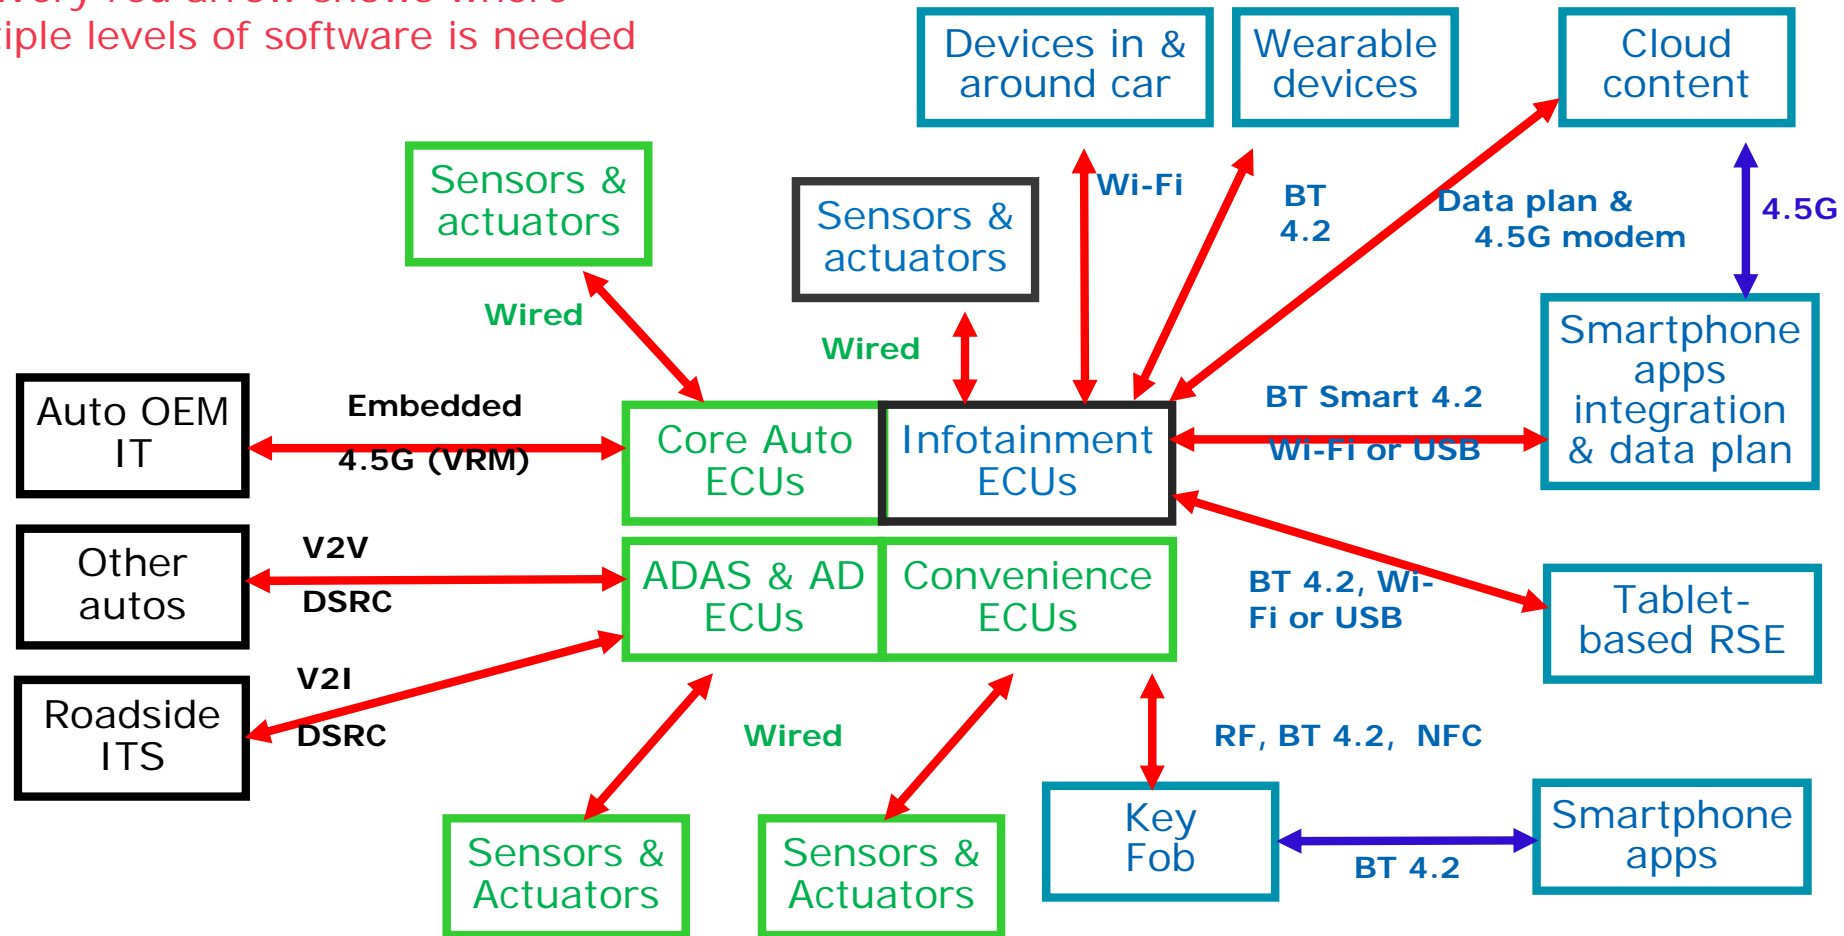 tiple levels of software is needed
Devices in &
around car
Wearable
devices
Cloud
content
Sensors &
actuators
Sensors &
actuators
Wi-Fi
BT
4.2
Data plan &
4.5G modem
4.5G
Wired
Wired
Smartphone
apps
integration
& data plan
Auto OEM
IT
Embedded
4.5G (VRM)
Core Auto
ECUs
Infotainment
ECUs
BT Smart 4.2
Wi-Fi or USB
Other
autos
V2V
DSRC
ADAS & AD
ECUs
Convenience
ECUs
BT 4.2, Wi-
Fi or USB
Tablet-
based RSE
Roadside
ITS
V2I
DSRC
Wired
RF, BT 4.2, NFC
Sensors &
Actuators
Sensors &
Actuators
Key
Fob
BT 4.2
Smartphone
apps